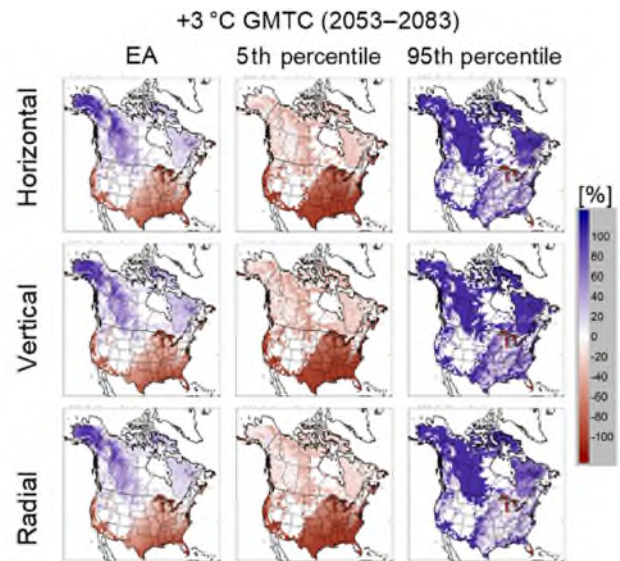 +3 °C GMTC (2053–2083)
EA 5th percentile 95th percentile
Horizontal
[%]
100
80
60
40
20
0
-20
-40
-60
-80
-100
Vertical
Radial